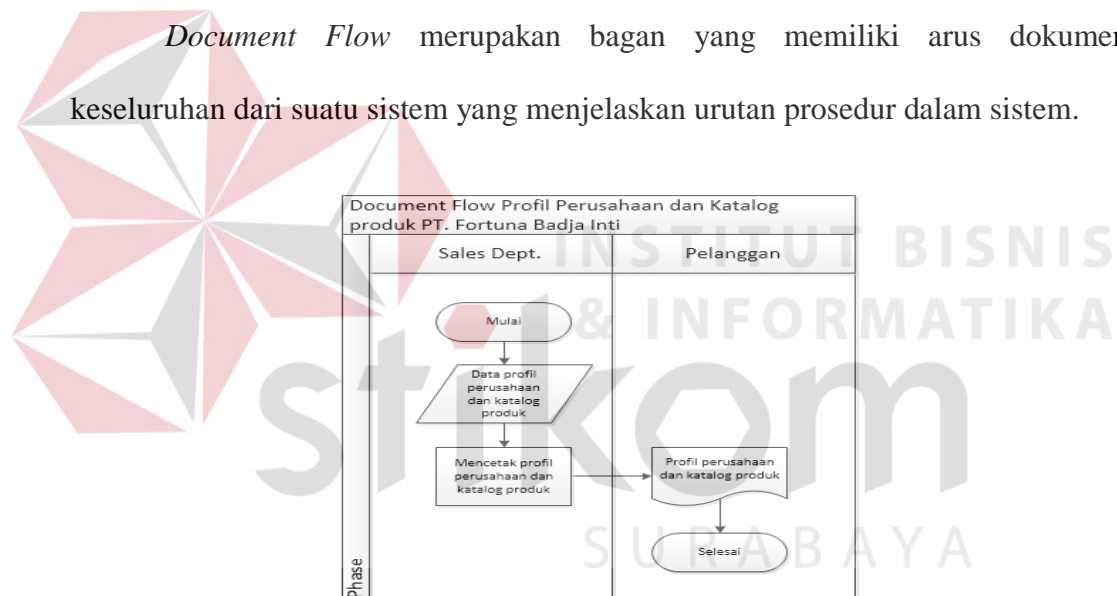 Document Flow merupakan bagan yang memiliki arus dokumen
keseluruhan dari suatu sistem yang menjelaskan urutan prosedur dalam sistem.
Document Flow Profil Perusahaan dan Katalog
produk PT. Fortuna Badja Inti
Sales Dept.
Pelanggan
Mulai
Data profil
perusahaan
dan katalog
produk
Mencetak profil
perusahaan dan
katalog produk
Profil perusahaan
dan katalog produk
Selesai
Phase
INSTITUT BISNIS
& INFORMATIKA
stikom
SURABAYA